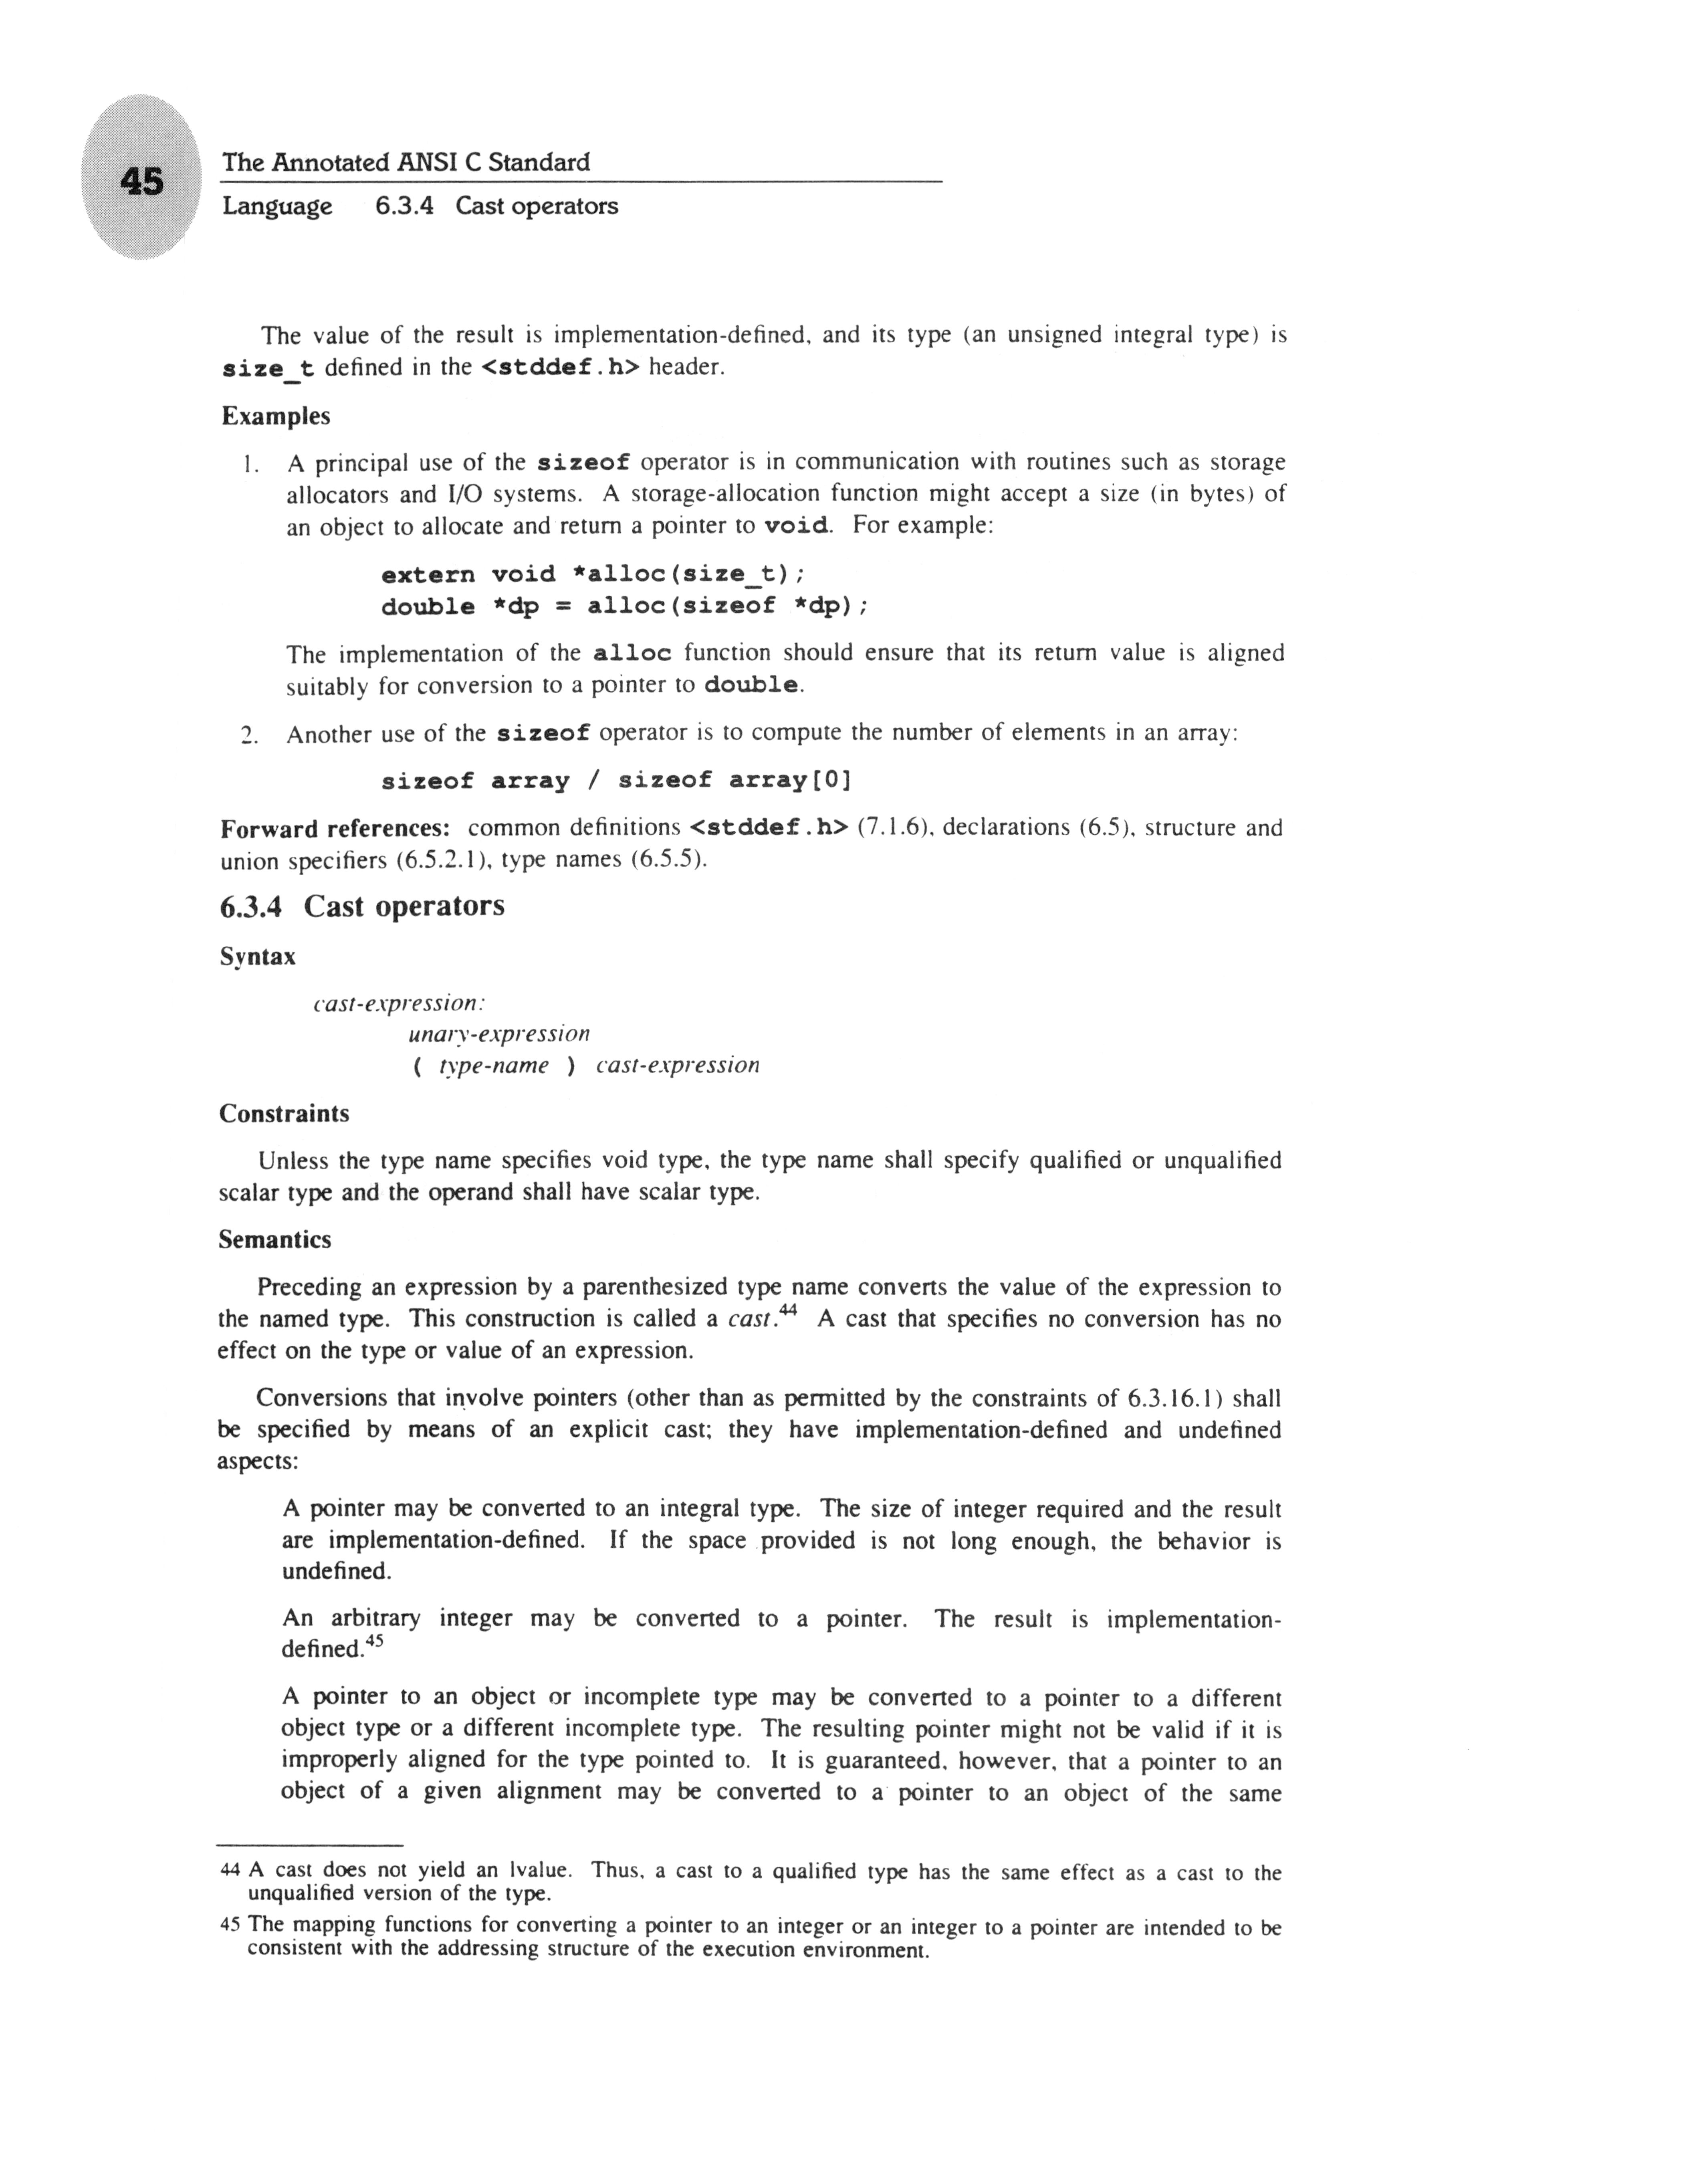 45
The Annotated ANSI C Standard
Language 6.3.4 Cast operators
The value of the result is implementation-defined, and its type (an unsigned integral type) is
size_t defined in the <stddef.h> header.
Examples
1. A principal use of the sizeof operator is in communication with routines such as storage
allocators and I/O systems. A storage-allocation function might accept a size (in bytes) of
an object to allocate and return a pointer to void. For example:
extern void *alloc(size_t);
double *dp = alloc(sizeof *dp);
The implementation of the alloc function should ensure that its return value is aligned
suitably for conversion to a pointer to double.
2. Another use of the sizeof operator is to compute the number of elements in an array:
sizeof array / sizeof array[0]
Forward references: common definitions <stddef.h> (7.1.6), declarations (6.5), structure and
union specifiers (6.5.2.1), type names (6.5.5).
6.3.4 Cast operators
Syntax
cast-expression:
unary-expression
( type-name ) cast-expression
Constraints
Unless the type name specifies void type, the type name shall specify qualified or unqualified
scalar type and the operand shall have scalar type.
Semantics
Preceding an expression by a parenthesized type name converts the value of the expression to
the named type. This construction is called a cast.44 A cast that specifies no conversion has no
effect on the type or value of an expression.
Conversions that involve pointers (other than as permitted by the constraints of 6.3.16.1) shall
be specified by means of an explicit cast; they have implementation-defined and undefined
aspects:
A pointer may be converted to an integral type. The size of integer required and the result
are implementation-defined. If the space provided is not long enough, the behavior is
undefined.
An arbitrary integer may be converted to a pointer. The result is implementation-
defined.45
A pointer to an object or incomplete type may be converted to a pointer to a different
object type or a different incomplete type. The resulting pointer might not be valid if it is
improperly aligned for the type pointed to. It is guaranteed, however, that a pointer to an
object of a given alignment may be converted to a pointer to an object of the same
44 A cast does not yield an lvalue. Thus, a cast to a qualified type has the same effect as a cast to the
unqualified version of the type.
45 The mapping functions for converting a pointer to an integer or an integer to a pointer are intended to be
consistent with the addressing structure of the execution environment.